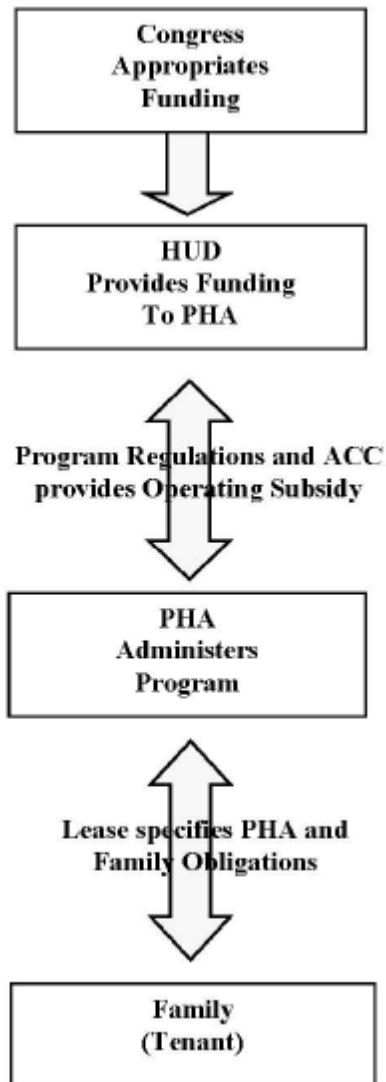 Congress
Appropriates
Funding
HUD
Provides Funding
To PHA
Program Regulations and ACC
provides Operating Subsidy
PHA
Administers
Program
Lease specifies PHA and
Family Obligations
Family
(Tenant)